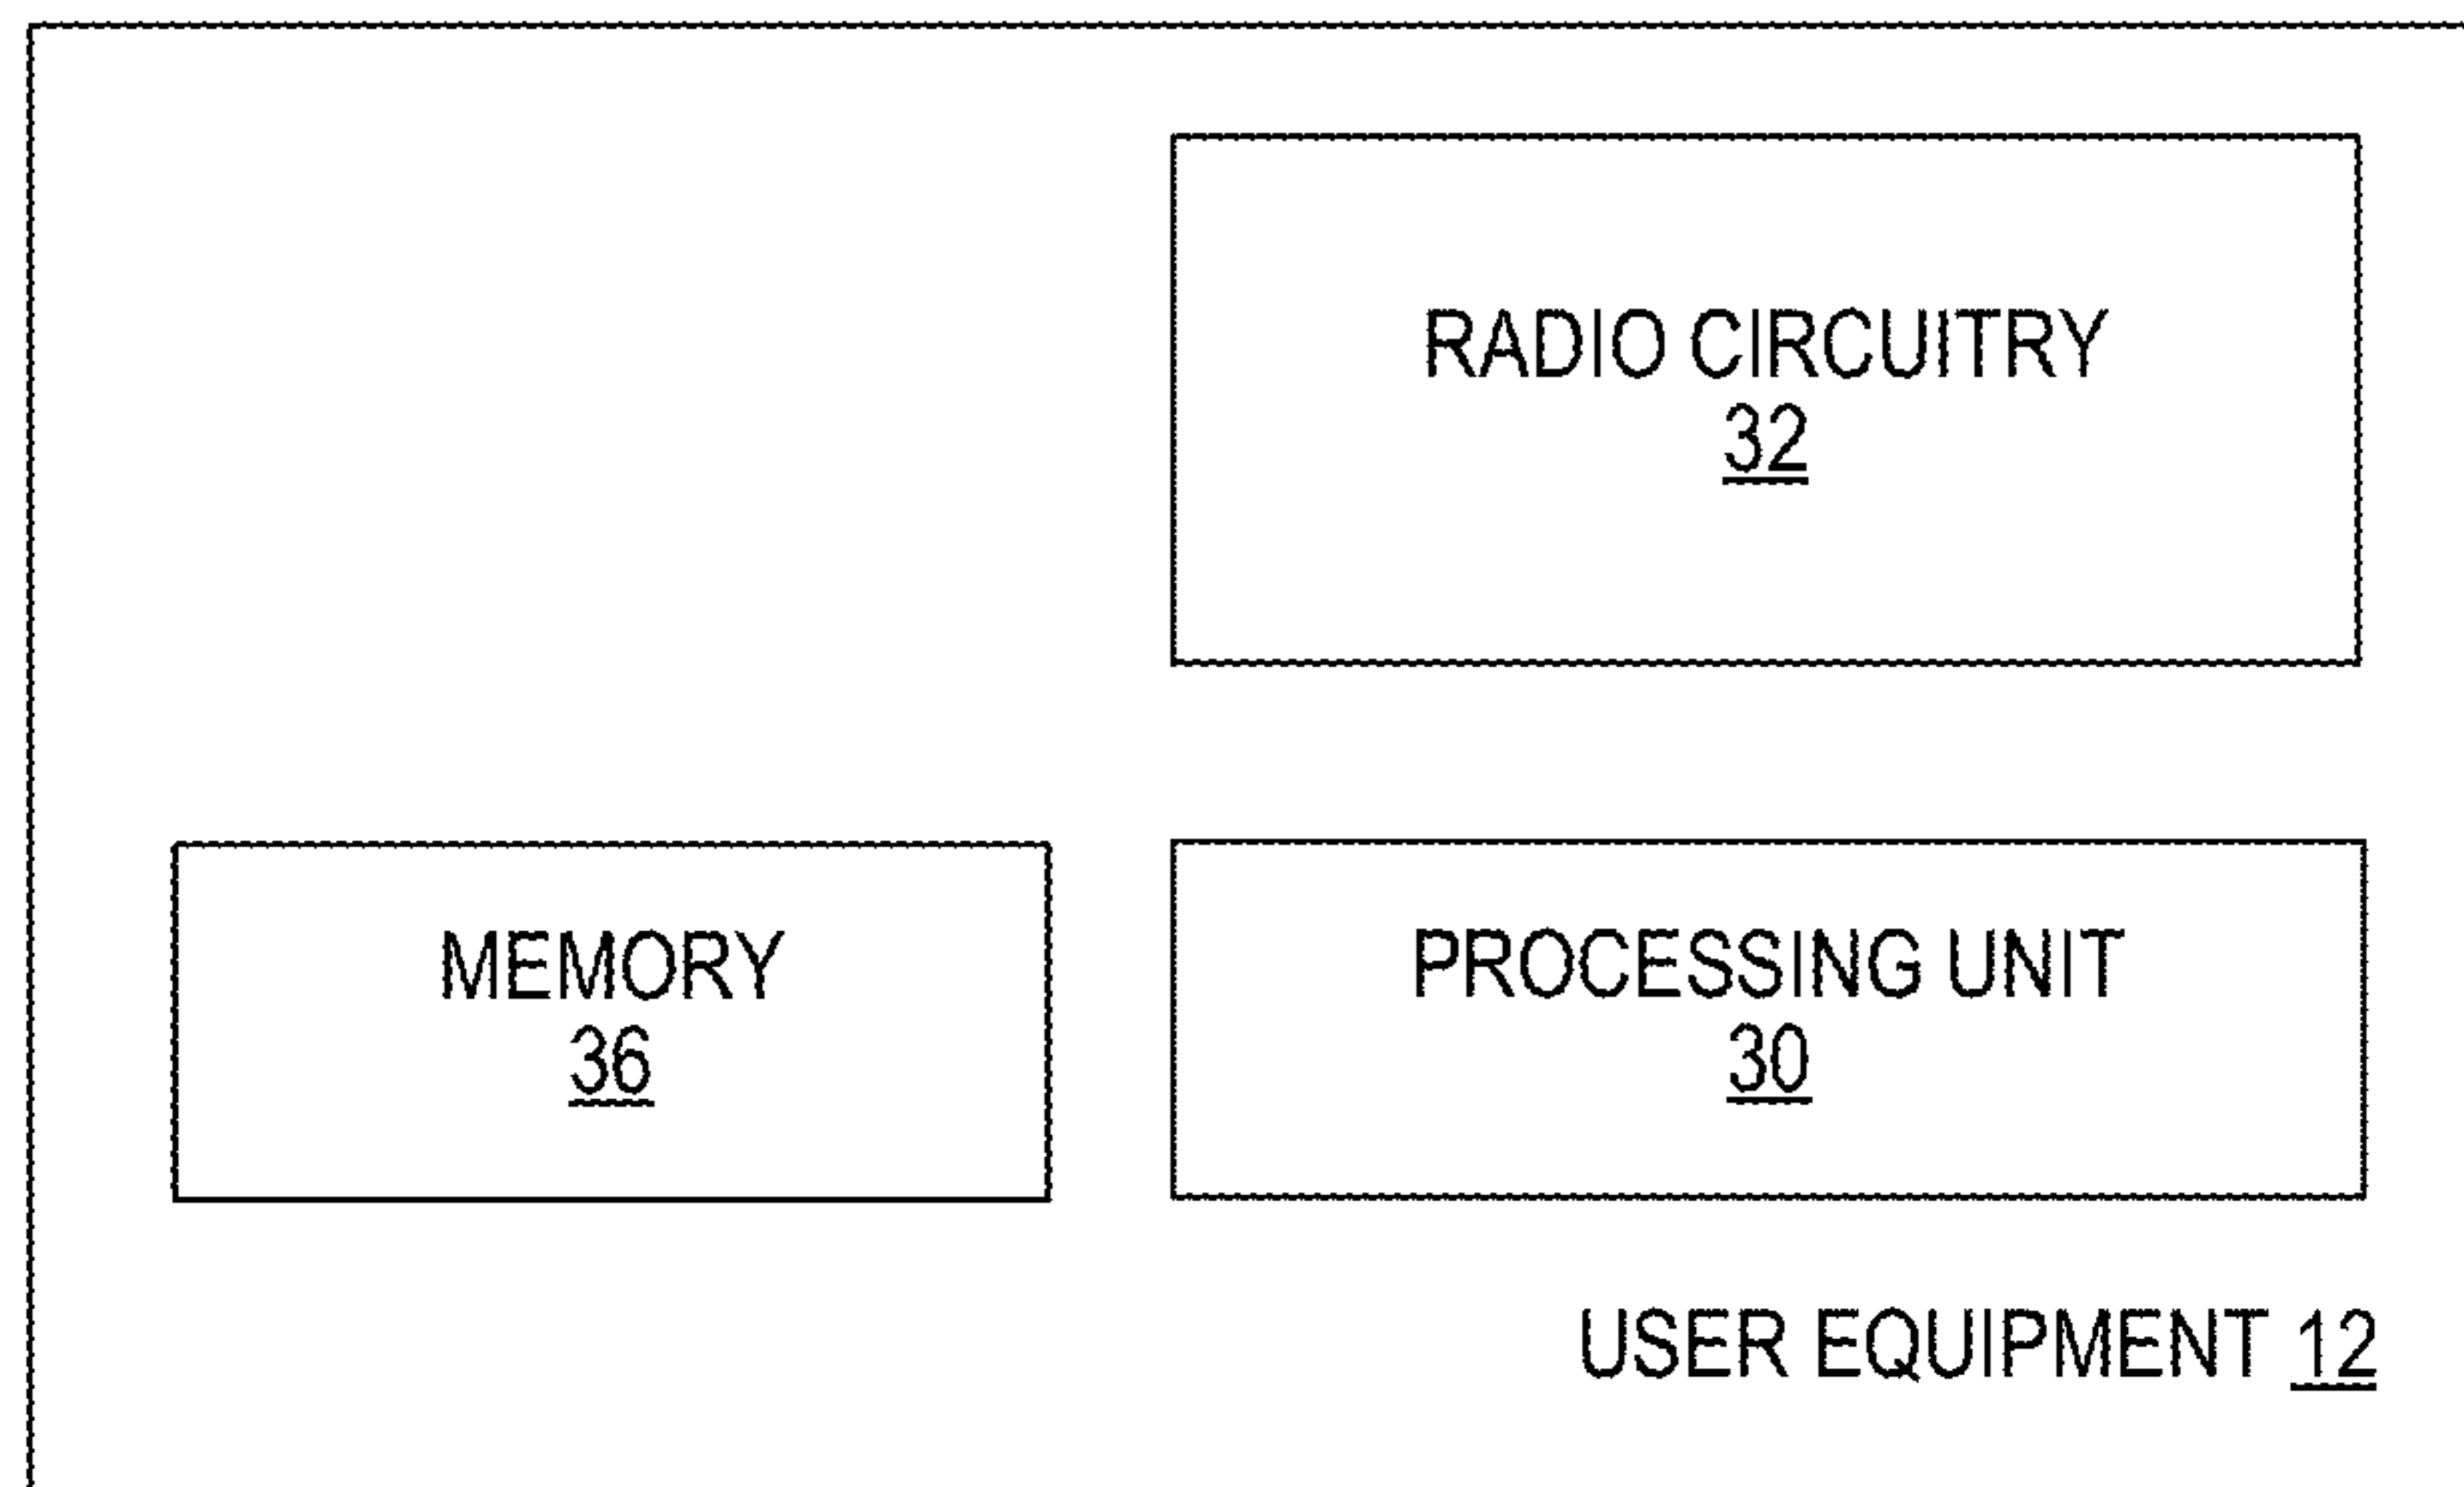 RADIO CIRCUITRY
32
MEMORY
36
PROCESSING UNIT
30
USER EQUIPMENT 12